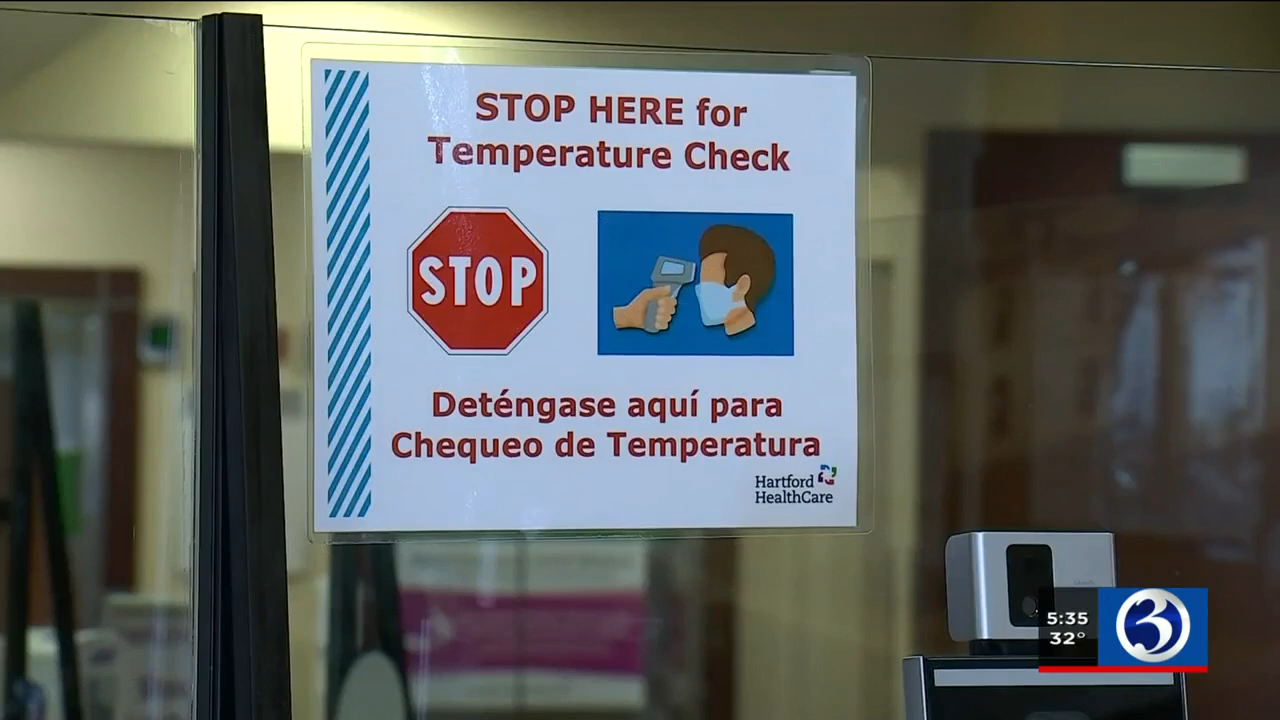 STOP HERE for
Temperature Check
STOP
Deténgase aquí para
Chequeo de Temperatura
Hartford
HealthCare
5:35
32°
3